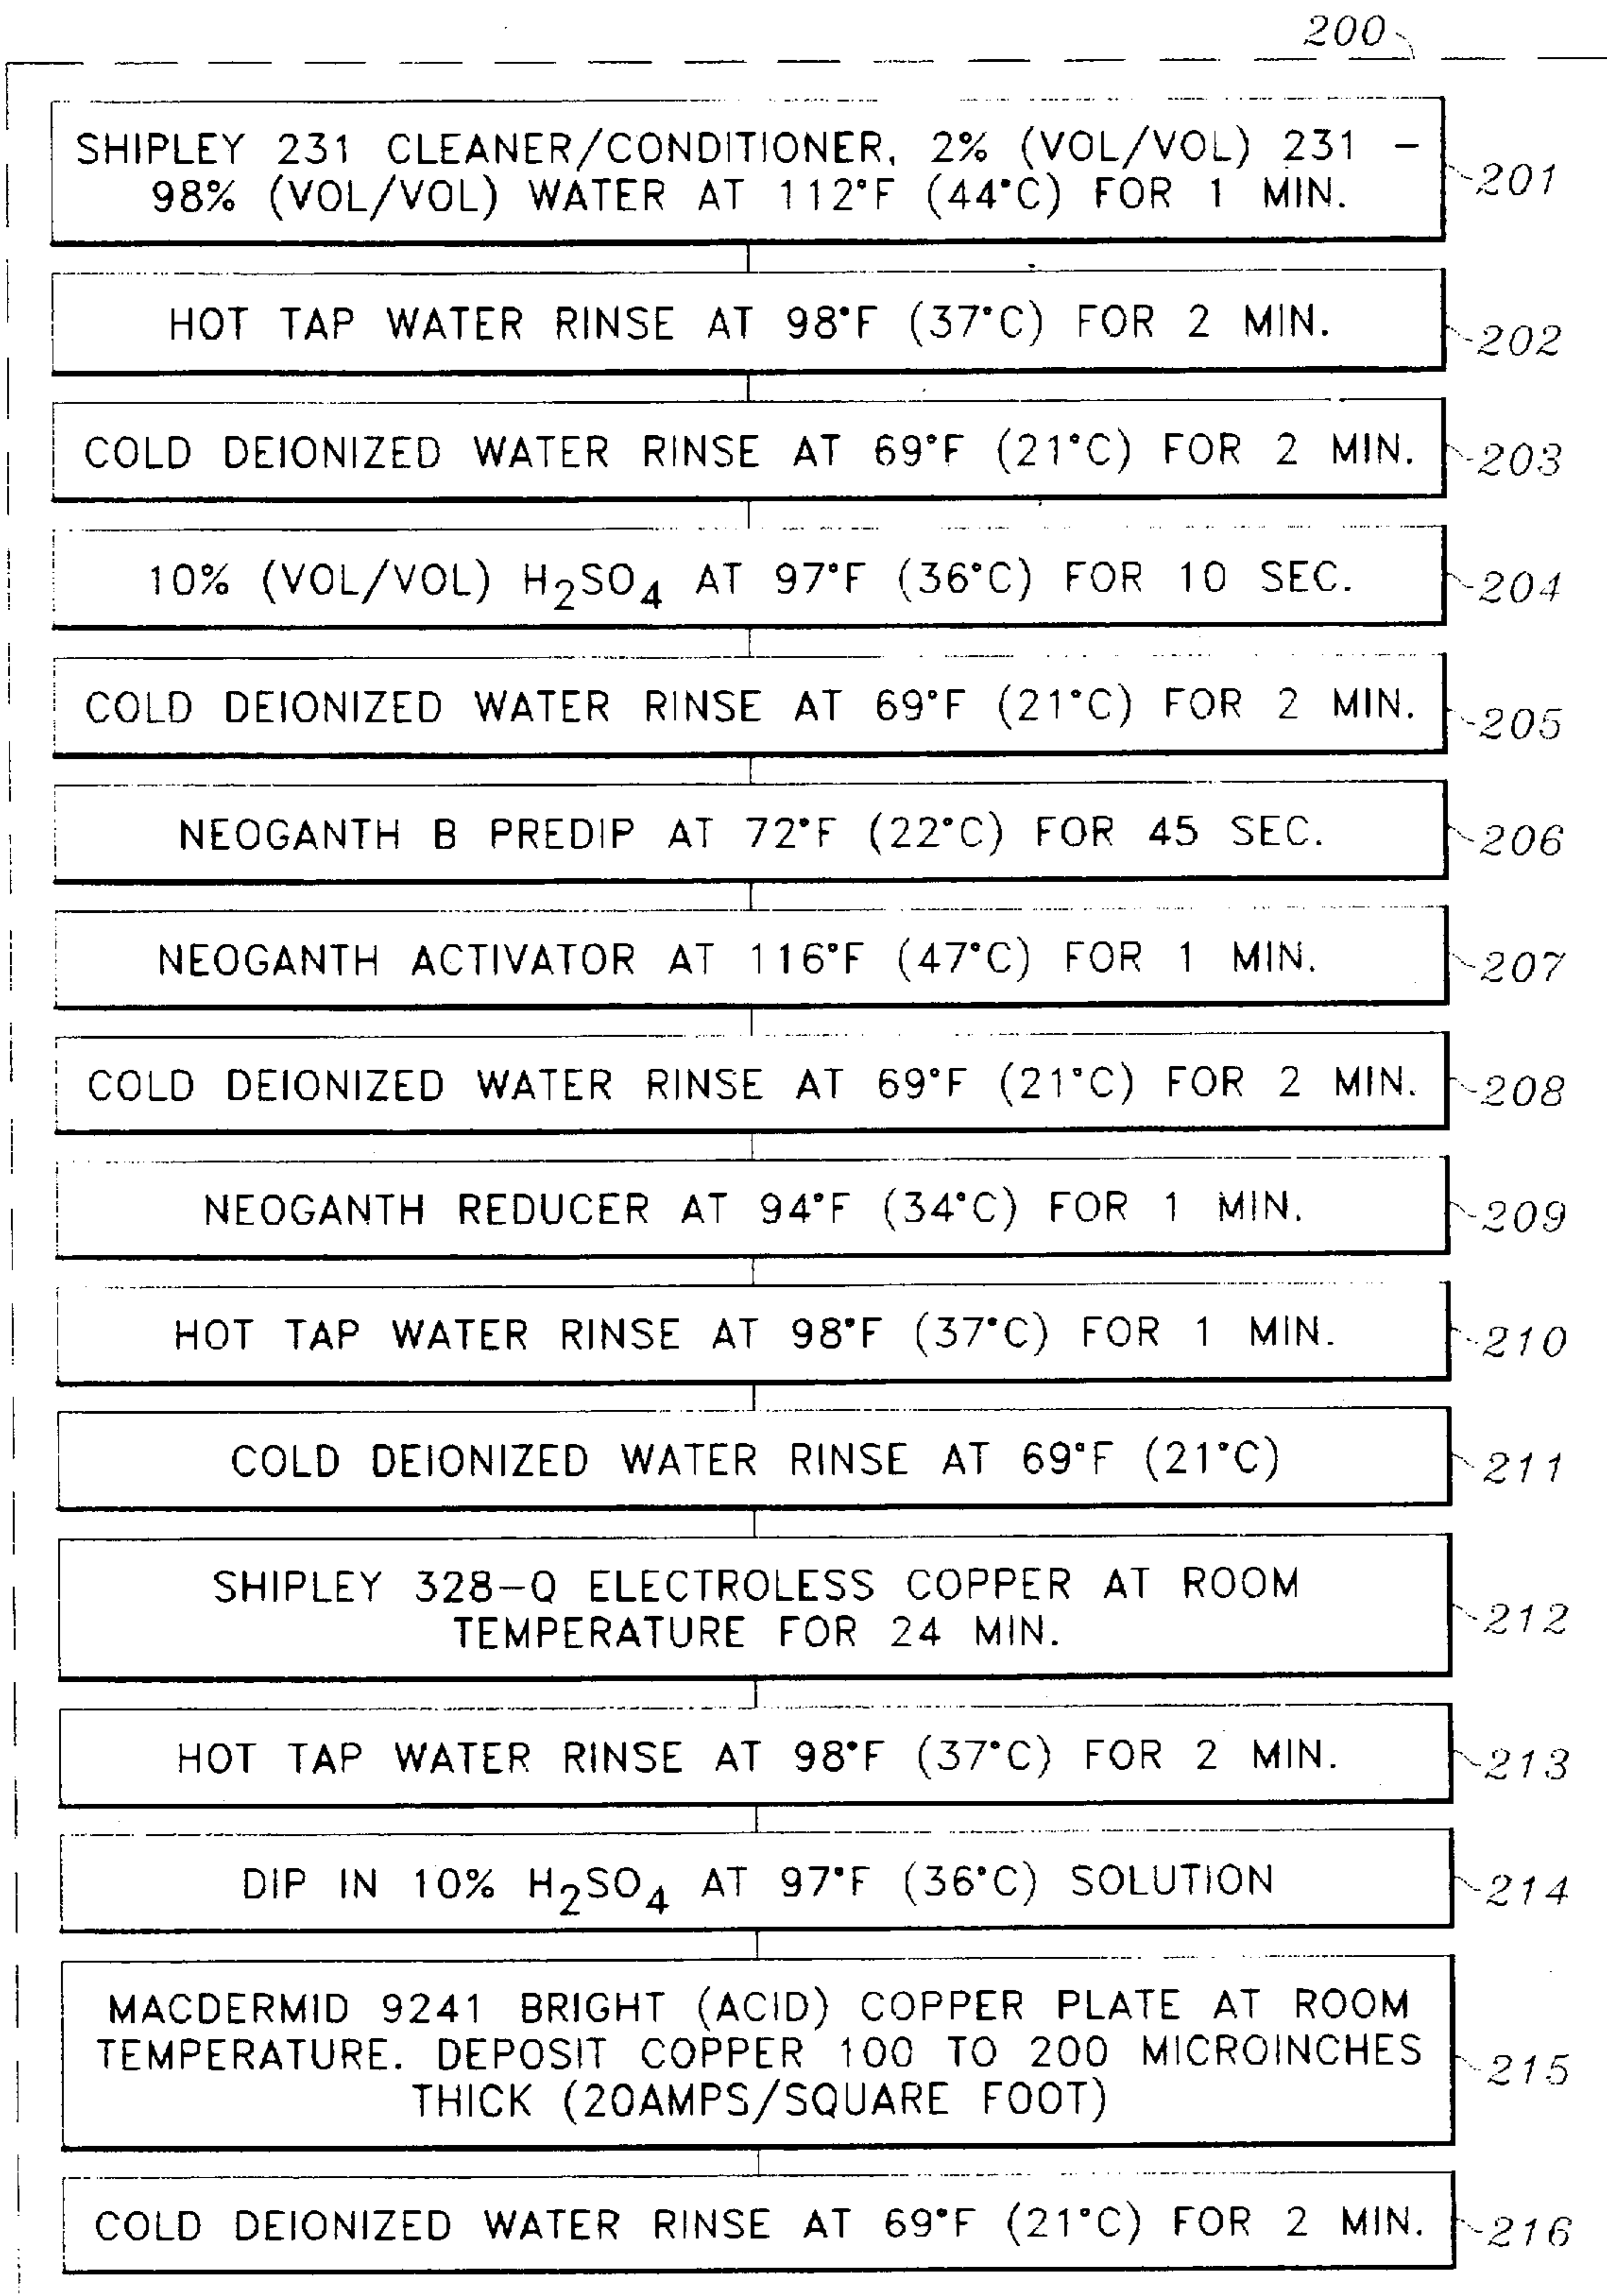 200
SHIPLEY 231 CLEANER/CONDITIONER, 2% (VOL/VOL) 231 –
98% (VOL/VOL) WATER AT 112°F (44°C) FOR 1 MIN.
201
HOT TAP WATER RINSE AT 98°F (37°C) FOR 2 MIN.
202
COLD DEIONIZED WATER RINSE AT 69°F (21°C) FOR 2 MIN.
203
10% (VOL/VOL) H₂SO₄ AT 97°F (36°C) FOR 10 SEC.
204
COLD DEIONIZED WATER RINSE AT 69°F (21°C) FOR 2 MIN.
205
NEOGANTH B PREDIP AT 72°F (22°C) FOR 45 SEC.
206
NEOGANTH ACTIVATOR AT 116°F (47°C) FOR 1 MIN.
207
COLD DEIONIZED WATER RINSE AT 69°F (21°C) FOR 2 MIN.
208
NEOGANTH REDUCER AT 94°F (34°C) FOR 1 MIN.
209
HOT TAP WATER RINSE AT 98°F (37°C) FOR 1 MIN.
210
COLD DEIONIZED WATER RINSE AT 69°F (21°C)
211
SHIPLEY 328–Q ELECTROLESS COPPER AT ROOM
TEMPERATURE FOR 24 MIN.
212
HOT TAP WATER RINSE AT 98°F (37°C) FOR 2 MIN.
213
DIP IN 10% H₂SO₄ AT 97°F (36°C) SOLUTION
214
MACDERMID 9241 BRIGHT (ACID) COPPER PLATE AT ROOM
TEMPERATURE. DEPOSIT COPPER 100 TO 200 MICROINCHES
THICK (20AMPS/SQUARE FOOT)
215
COLD DEIONIZED WATER RINSE AT 69°F (21°C) FOR 2 MIN.
216